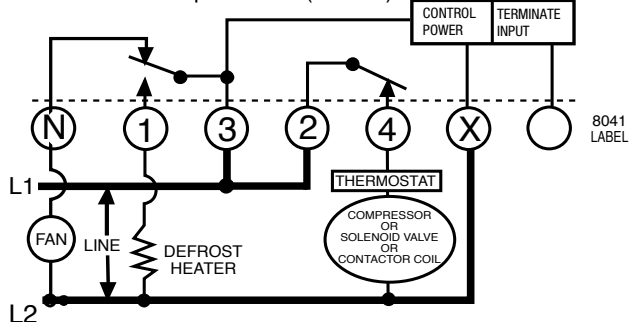 CONTROL
POWER
TERMINATE
INPUT
N 1 3 2 4 X
8041
LABEL
L1
THERMOSTAT
FAN
LINE
DEFROST
HEATER
COMPRESSOR
OR
SOLENOID VALVE
OR
CONTACTOR COIL
L2